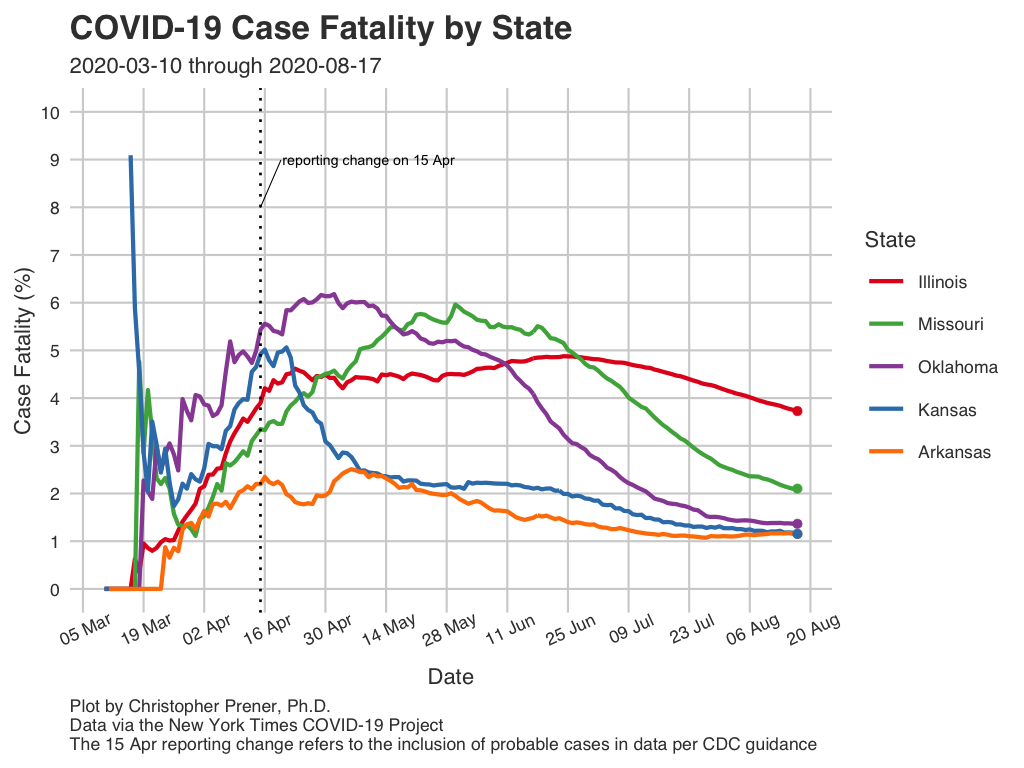 COVID-19 Case Fatality by State
2020-03-10 through 2020-08-17
10
9
8
7
6
5
4
3
2
1
0
Case Fatality (%)
reporting change on 15 Apr
05 Mar
19 Mar
02 Apr
16 Apr
30 Apr
14 May
28 May
11 Jun
25 Jun
09 Jul
23 Jul
06 Aug
20 Aug
Date
State
Illinois
Missouri
Oklahoma
Kansas
Arkansas
Plot by Christopher Prener, Ph.D.
Data via the New York Times COVID-19 Project
The 15 Apr reporting change refers to the inclusion of probable cases in data per CDC guidance